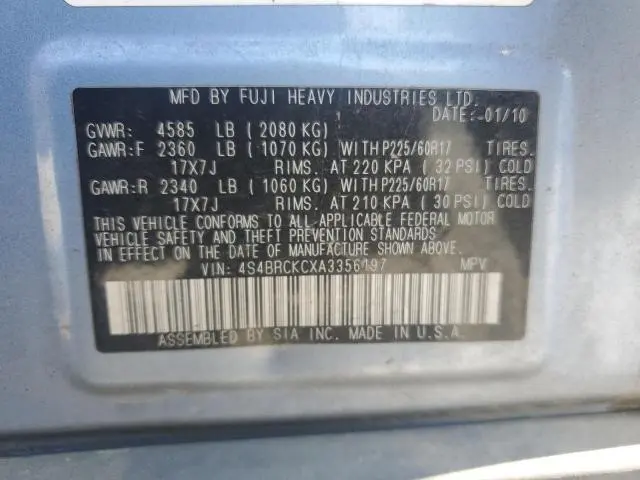 MFD BY FUJI HEAVY INDUSTRIES LTD.
DATE: 01/10
GVWR: 4585 LB ( 2080 KG)
GAWR:F 2360 LB ( 1070 KG) WITH P225/60R17 TIRES.
17X7J RIMS. AT 220 KPA ( 32 PSI) COLD
GAWR:R 2340 LB ( 1060 KG) WITH P225/60R17 TIRES.
17X7J RIMS. AT 210 KPA ( 30 PSI) COLD
THIS VEHICLE CONFORMS TO ALL APPLICABLE FEDERAL MOTOR
VEHICLE SAFETY AND THEFT PREVENTION STANDARDS
IN EFFECT ON THE DATE OF MANUFACTURE SHOWN ABOVE.
VIN: 4S4BRCKCXA3356197 MPV
ASSEMBLED BY SIA INC. MADE IN U.S.A.